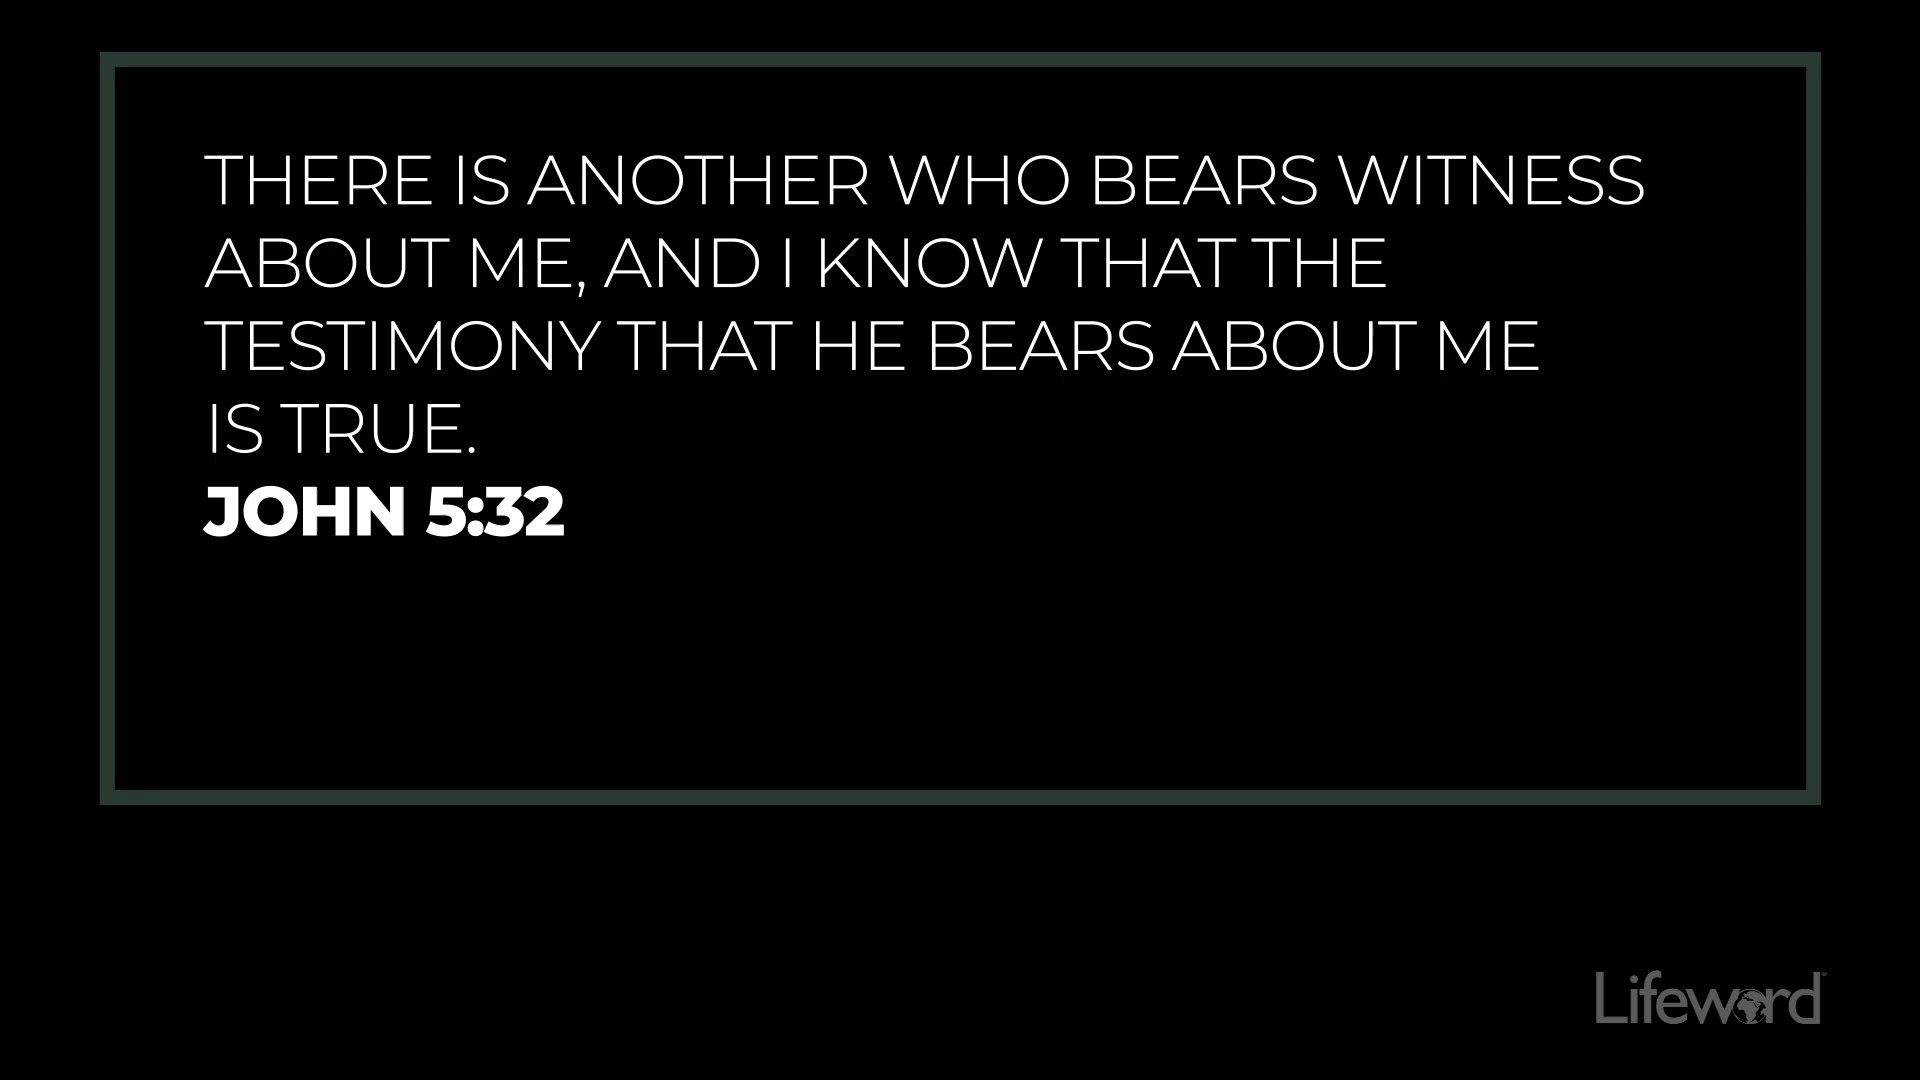 THERE IS ANOTHER WHO BEARS WITNESS
ABOUT ME, AND I KNOW THAT THE
TESTIMONY THAT HE BEARS ABOUT ME
IS TRUE.
JOHN 5:32
Lifeword